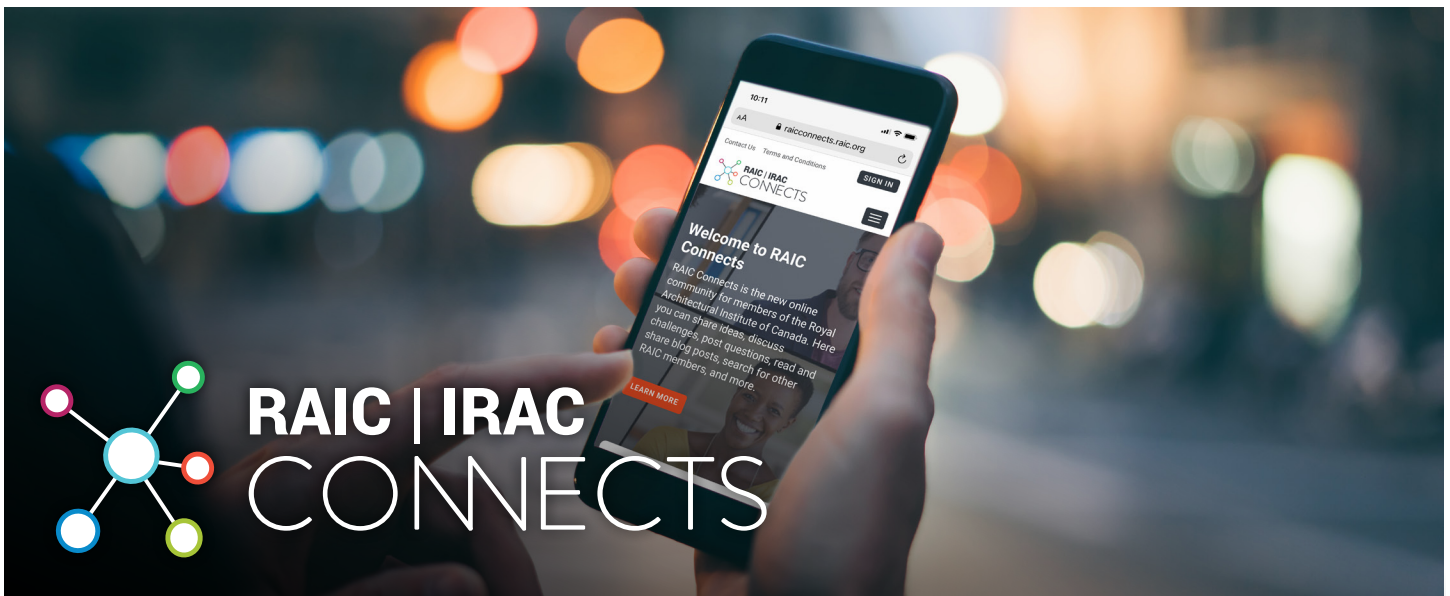 10:11
AA raicconnects.raic.org
Contact Us Terms and Conditions
SIGN IN
RAIC | IRAC
CONNECTS
Welcome to RAIC
Connects
RAIC Connects is the new online
community for members of the Royal
Architectural Institute of Canada. Here
you can share ideas, discuss
challenges, post questions, read and
share blog posts, search for other
RAIC members, and more.
LEARN MORE
RAIC | IRAC
CONNECTS